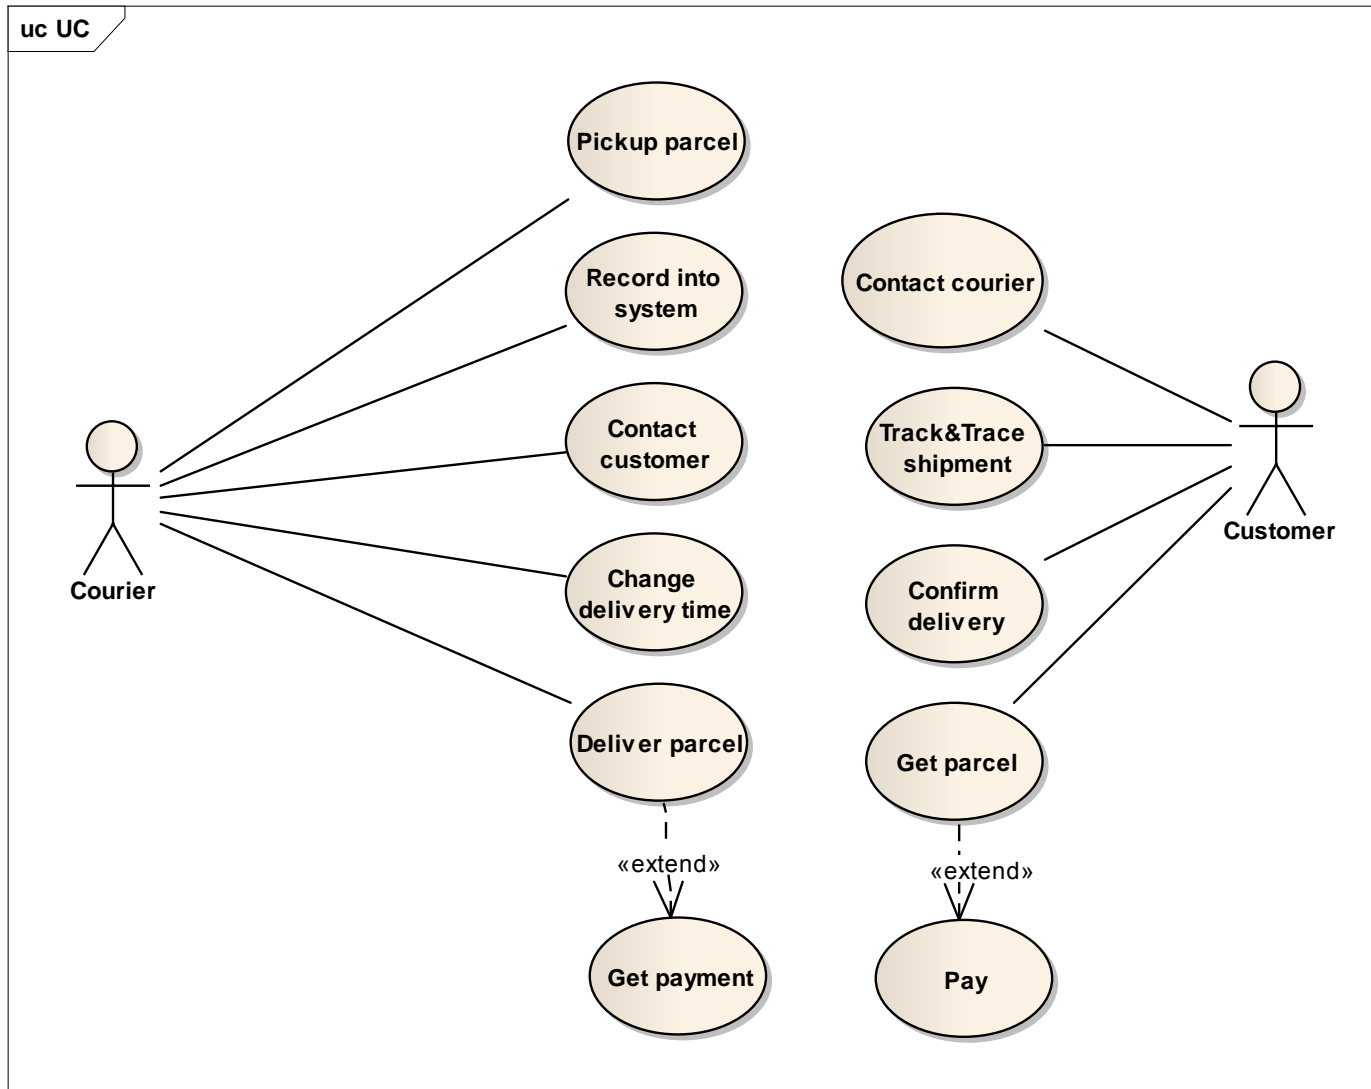 uc UC
Pickup parcel
Record into
system
Contact
customer
Change
delivery time
Deliver parcel
«extend»
Get payment
Courier
Contact courier
Track&Trace
shipment
Confirm
delivery
Get parcel
«extend»
Pay
Customer